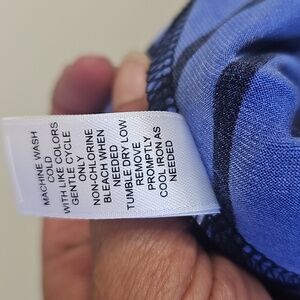 MACHINE WASH
COLD
WITH LIKE COLORS
GENTLE CYCLE
ONLY
NON-CHLORINE
BLEACH WHEN
NEEDED
TUMBLE DRY LOW
REMOVE
PROMPTLY
COOL IRON AS
NEEDED